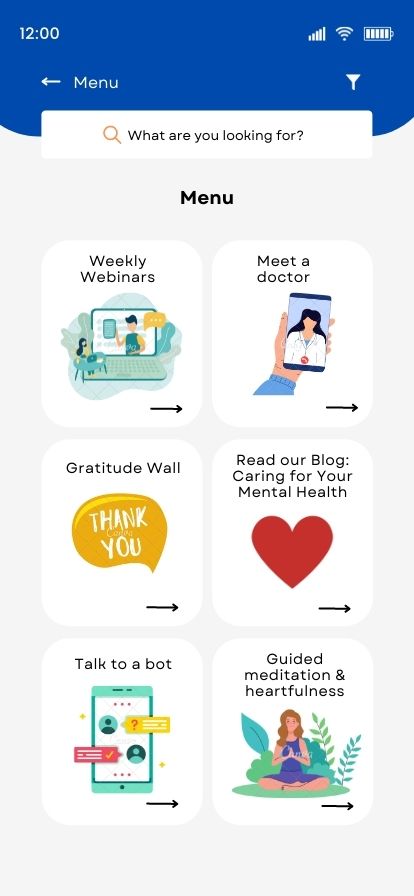 12:00
Menu
What are you looking for?
Menu
Weekly
Webinars
Meet a
doctor
Gratitude Wall
THANK
YOU
Read our Blog:
Caring for Your
Mental Health
Talk to a bot
?
Guided
meditation &
heartfulness
Canva